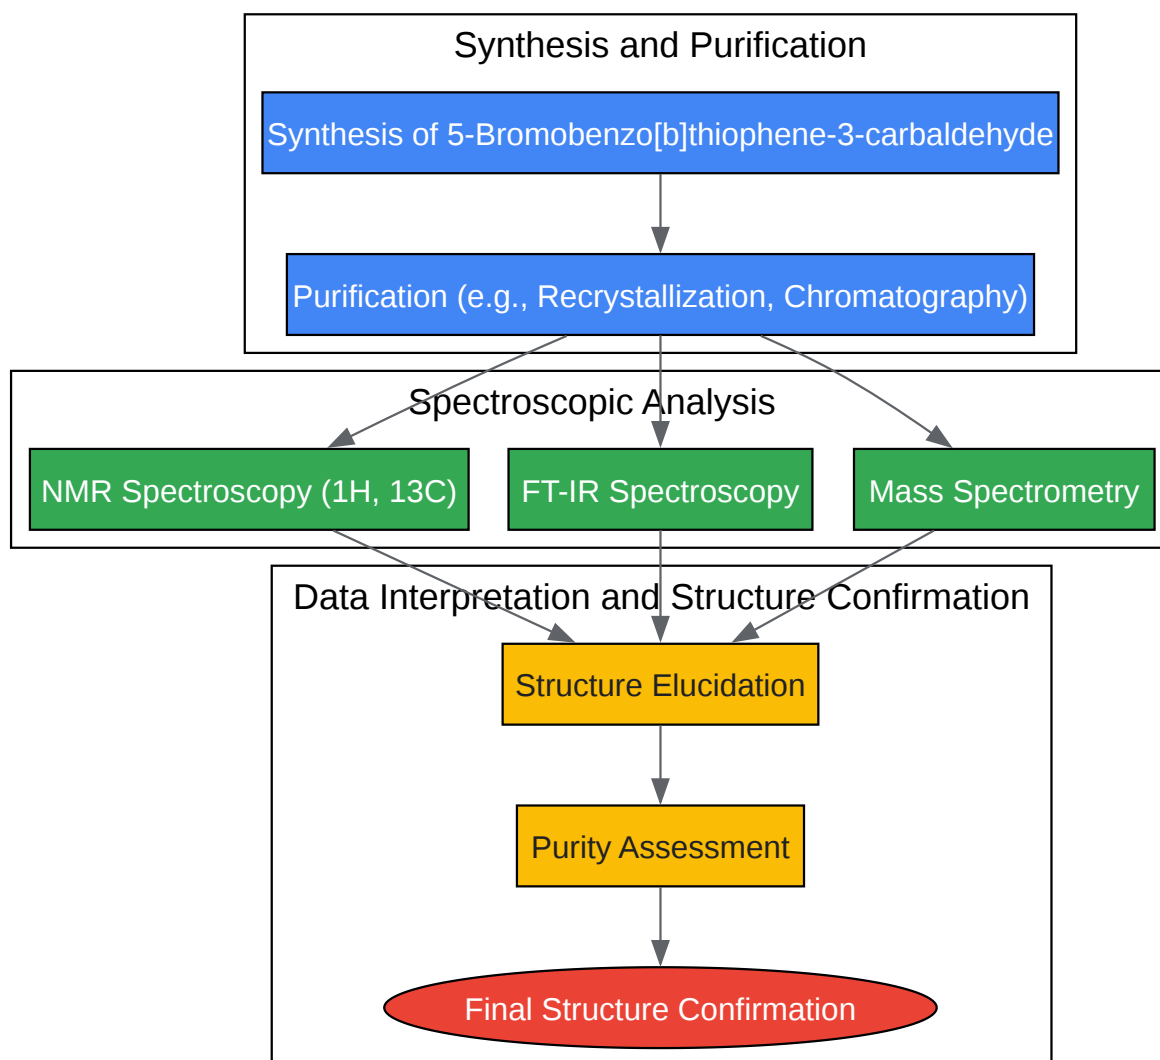 Synthesis and Purification
Synthesis of 5-Bromobenzo[b]thiophene-3-carbaldehyde
Purification (e.g., Recrystallization, Chromatography)
Spectroscopic Analysis
NMR Spectroscopy (1H, 13C)
FT-IR Spectroscopy
Mass Spectrometry
Data Interpretation and Structure Confirmation
Structure Elucidation
Purity Assessment
Final Structure Confirmation